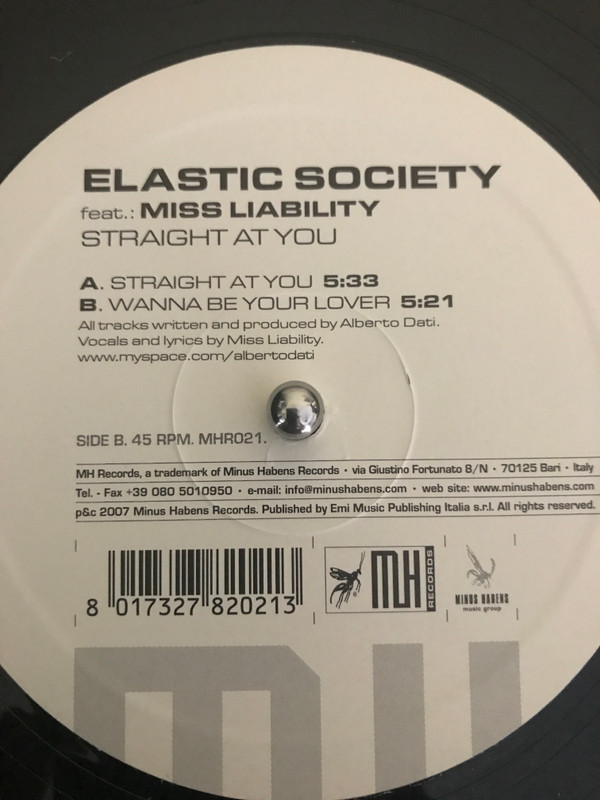 ELASTIC SOCIETY
feat.: MISS LIABILITY
STRAIGHT AT YOU
A. STRAIGHT AT YOU 5:33
B. WANNA BE YOUR LOVER 5:21
All tracks written and produced by Alberto Dati.
Vocals and lyrics by Miss Liability.
www.myspace.com/albertodati
SIDE B. 45 RPM. MHR021.
MH Records, a trademark of Minus Habens Records • via Giustino Fortunato 8/N • 70125 Bari • Italy
Tel. - Fax +39 080 5010950 • e-mail: info@minushabens.com • web site: www.minushabens.com
p&c 2007 Minus Habens Records. Published by Emi Music Publishing Italia s.r.l. All rights reserved.
8 017327 820213
MH RECORDS
MINUS HABENS
music group
MH